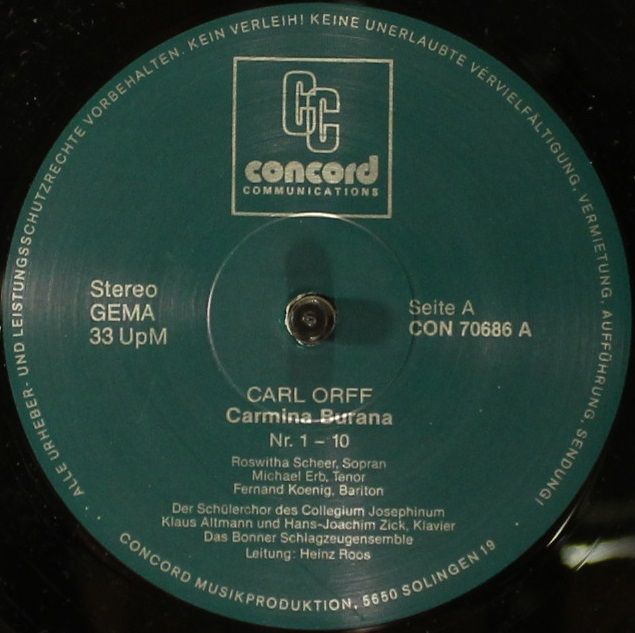 ALLE URHEBER- UND LEISTUNGSSCHUTZRECHTE VORBEHALTEN. KEIN VERLEIH! KEINE UNERLAUBTE VERVIELFÄLTIGUNG, VERMIETUNG, AUFFÜHRUNG, SENDUNG!
CC
concord
COMMUNICATIONS
Stereo
GEMA
33 UpM
Seite A
CON 70686 A
CARL ORFF
Carmina Burana
Nr. 1 – 10
Roswitha Scheer, Sopran
Michael Erb, Tenor
Fernand Koenig, Bariton
Der Schülerchor des Collegium Josephinum
Klaus Altmann und Hans-Joachim Zick, Klavier
Das Bonner Schlagzeugensemble
Leitung: Heinz Roos
CONCORD MUSIKPRODUKTION, 5650 SOLINGEN 19